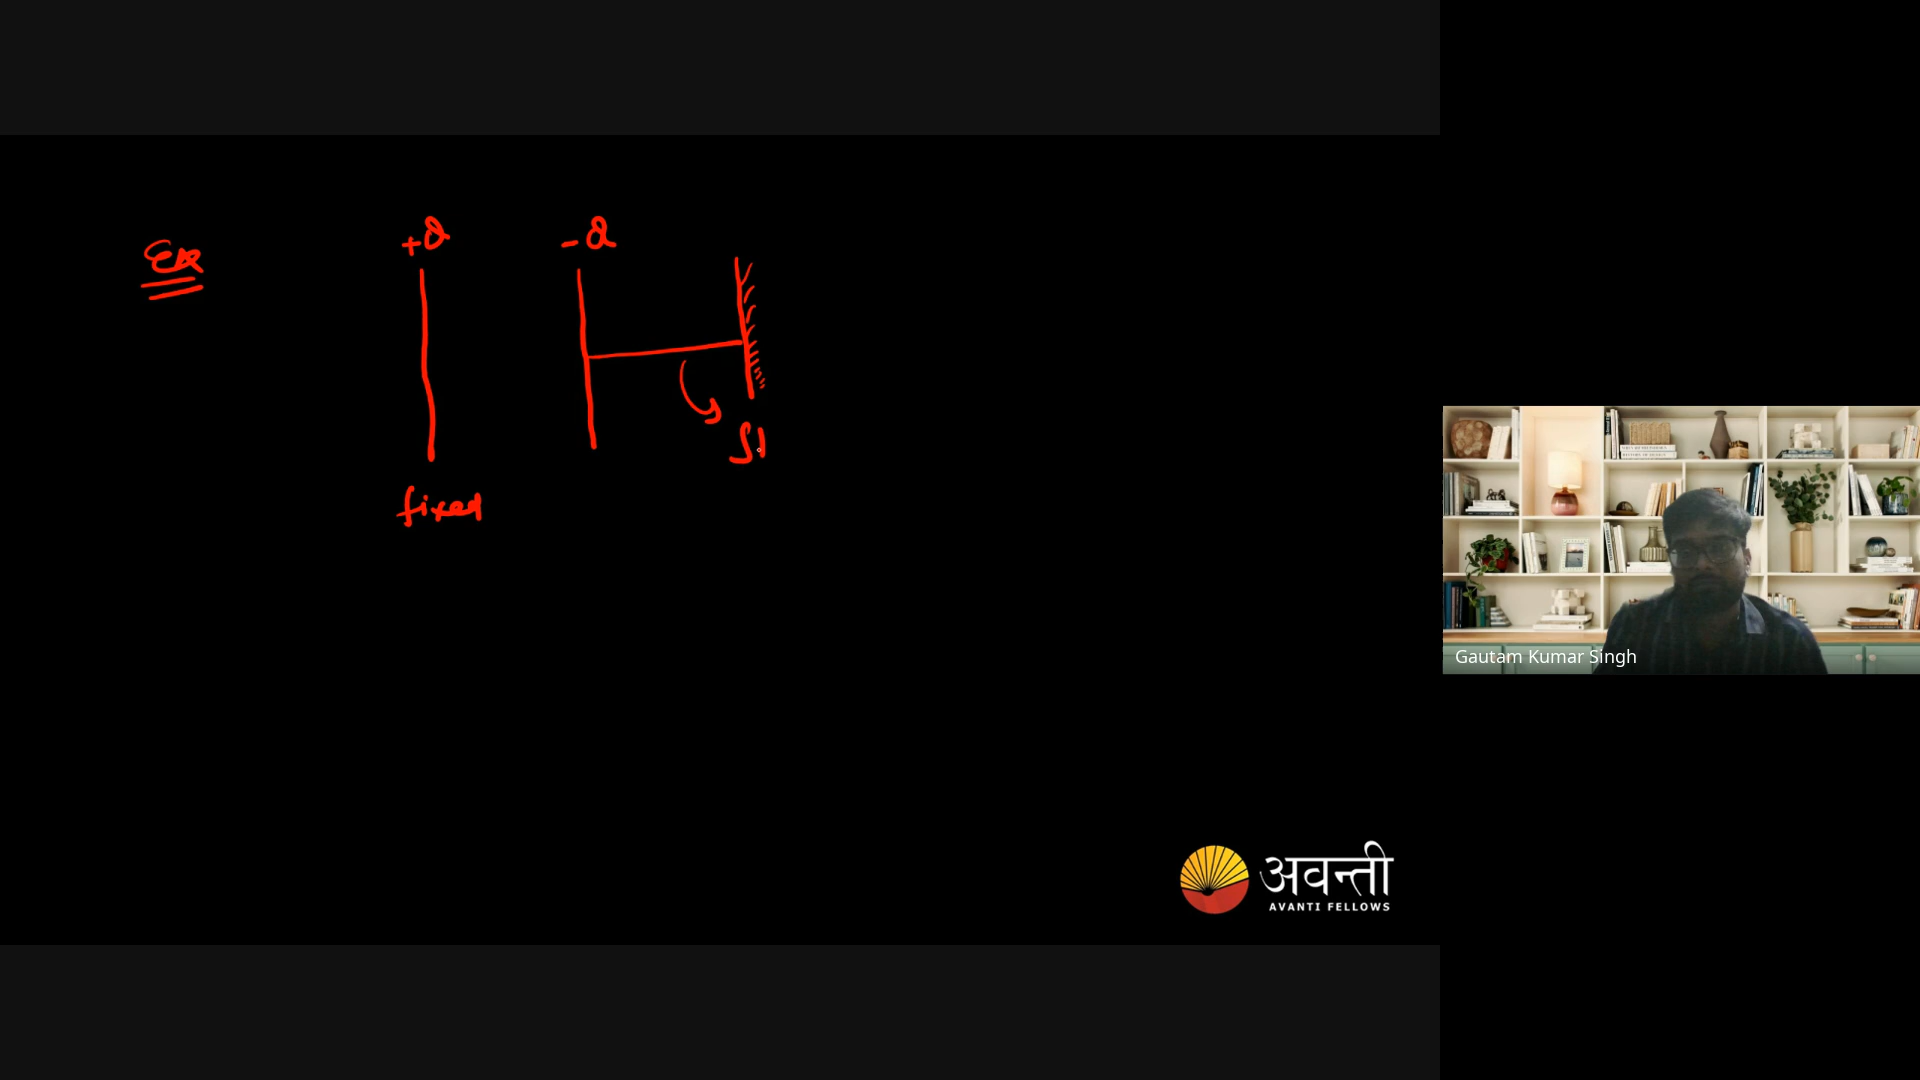 Ex
+Q
-Q
fixed
Gautam Kumar Singh
अवन्ती
AVANTI FELLOWS